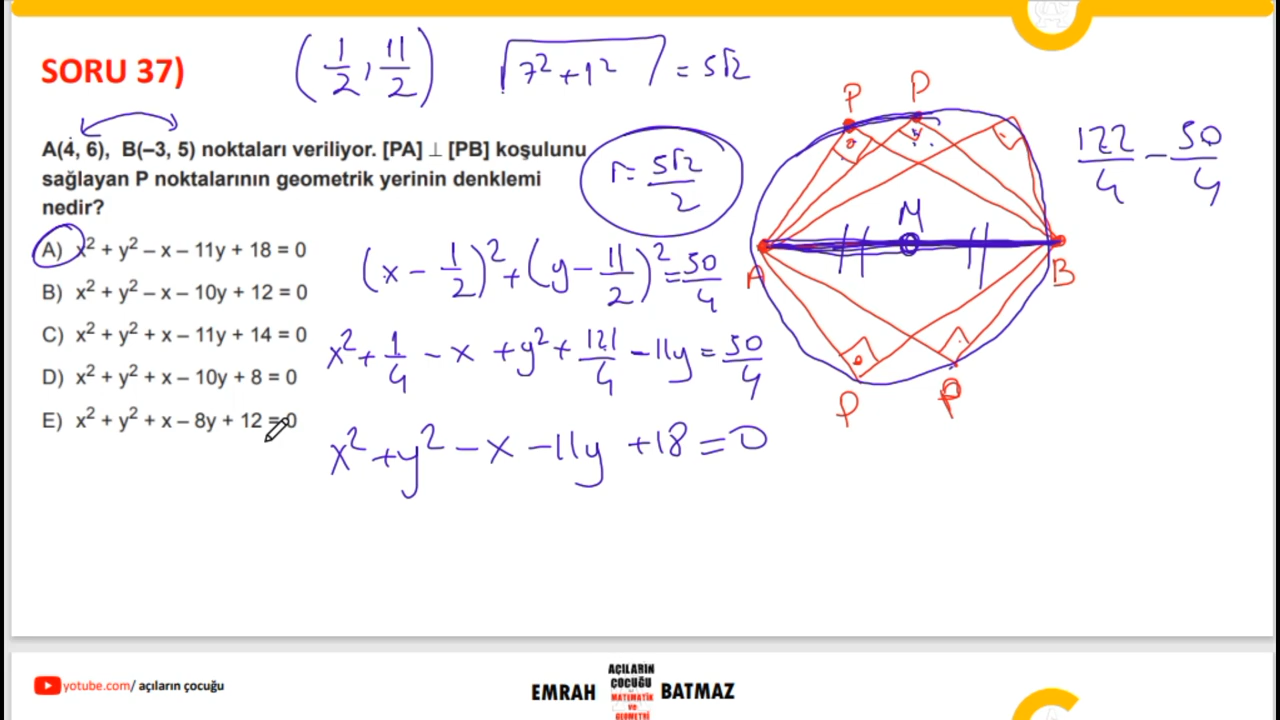 SORU 37)
(1/2, 11/2)
√(7² + 1²) = 5√2
A(4, 6), B(–3, 5) noktaları veriliyor. [PA] ⊥ [PB] koşulunu
sağlayan P noktalarının geometrik yerinin denklemi
nedir?
A) x² + y² – x – 11y + 18 = 0
B) x² + y² – x – 10y + 12 = 0
C) x² + y² + x – 11y + 14 = 0
D) x² + y² + x – 10y + 8 = 0
E) x² + y² + x – 8y + 12 = 0
r = 5√2/2
(x – 1/2)² + (y – 11/2)² = 50/4
x² + 1/4 – x + y² + 121/4 – 11y = 50/4
x² + y² – x – 11y + 18 = 0
P P
M
A B
P P
122/4 – 50/4
yotube.com/ açıların çocuğu
EMRAH
AÇILARIN
ÇOCUĞU
MATEMATİK
ve
GEOMETRİ
BATMAZ